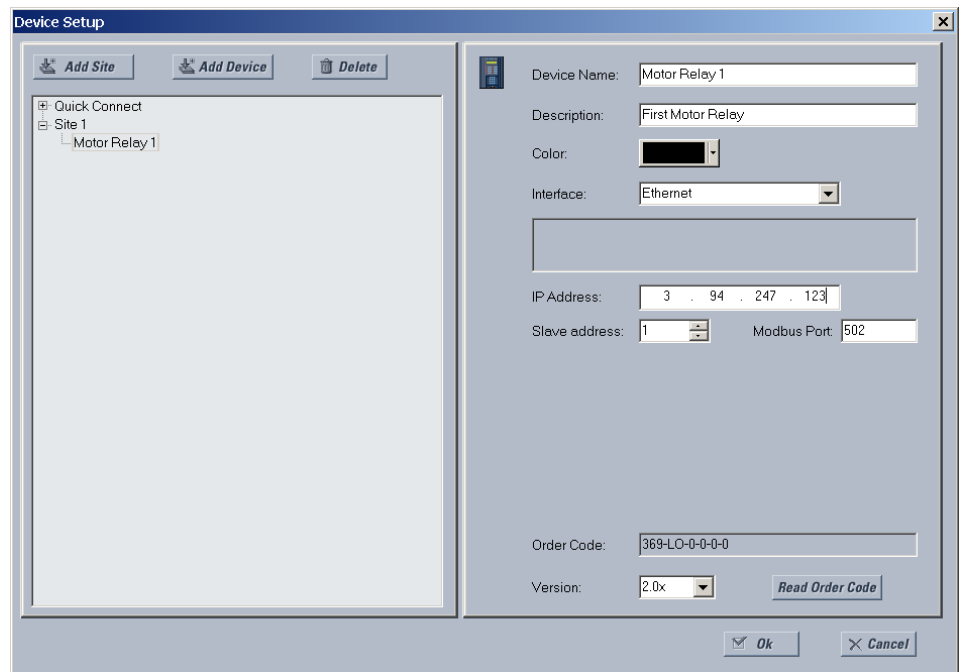 Device Setup
Add Site Add Device Delete
Quick Connect
Site 1
Motor Relay 1
Device Name: Motor Relay 1
Description: First Motor Relay
Color:
Interface: Ethernet
IP Address: 3 . 94 . 247 . 123
Slave address: 1 Modbus Port: 502
Order Code: 369-LO-0-0-0-0
Version: 2.0x Read Order Code
Ok Cancel